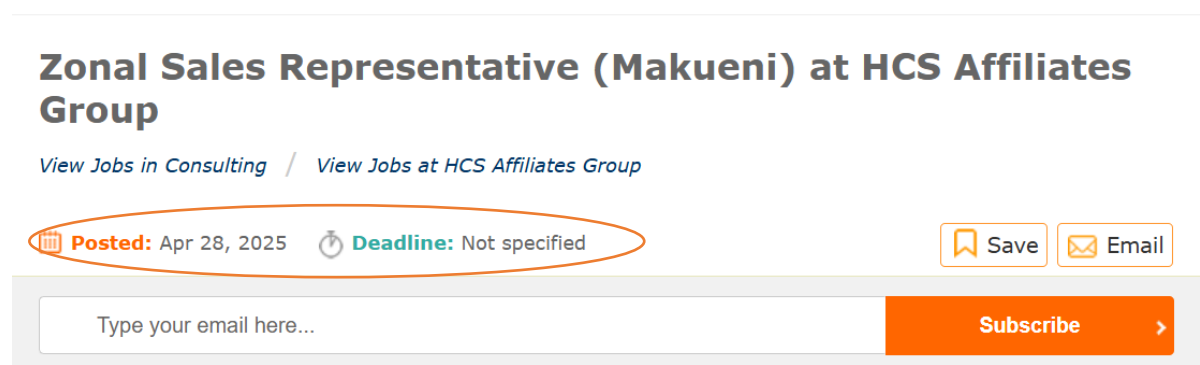 Zonal Sales Representative (Makueni) at HCS Affiliates
Group
View Jobs in Consulting / View Jobs at HCS Affiliates Group
Posted: Apr 28, 2025 Deadline: Not specified
Save Email
Type your email here... Subscribe